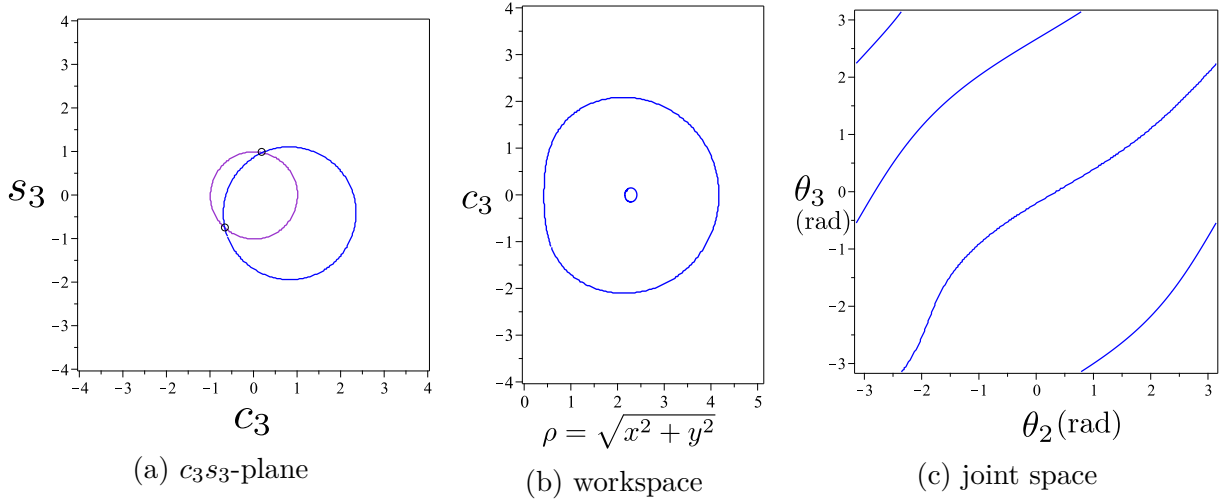 4
3
2
1
0
−1
−2
−3
−4
s₃
−4 −3 −2 −1 0 1 2 3 4
c₃
(a) c₃s₃-plane
4
3
2
1
0
−1
−2
−3
−4
c₃
0 1 2 3 4 5
ρ = √(x² + y²)
(b) workspace
3
2
1
0
−1
−2
−3
θ₃
(rad)
−3 −2 −1 0 1 2 3
θ₂(rad)
(c) joint space